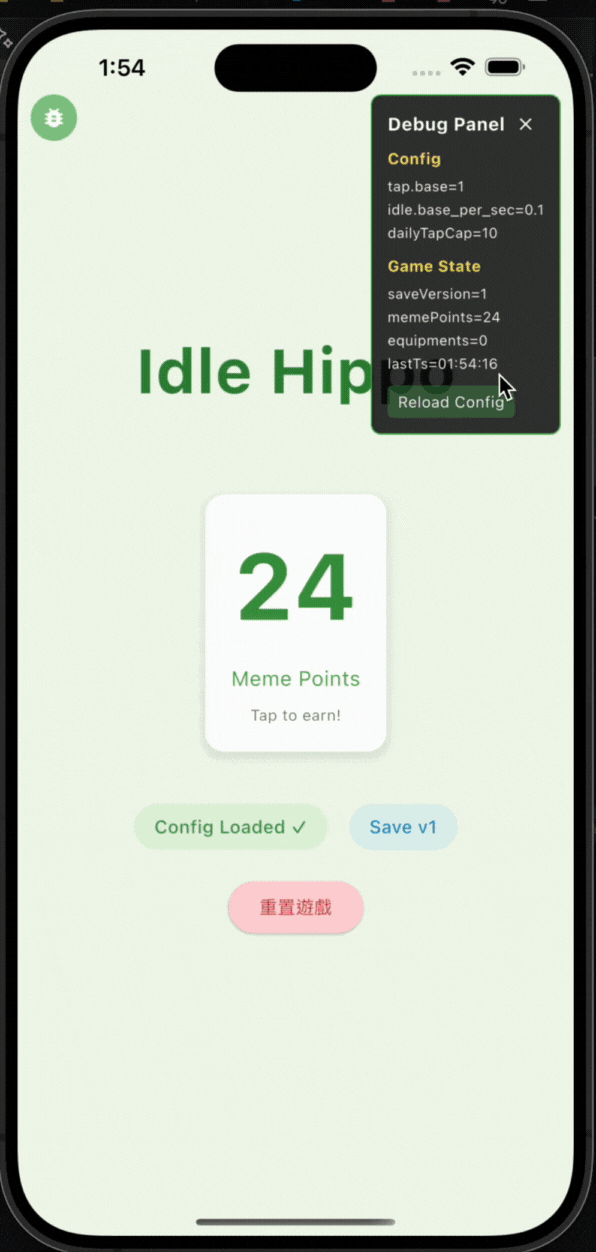 1:54
Debug Panel
Config
tap.base=1
idle.base_per_sec=0.1
dailyTapCap=10
Game State
saveVersion=1
memePoints=24
equipments=0
lastTs=01:54:16
Reload Config
Idle Hippo
24
Meme Points
Tap to earn!
Config Loaded ✓
Save v1
重置遊戲